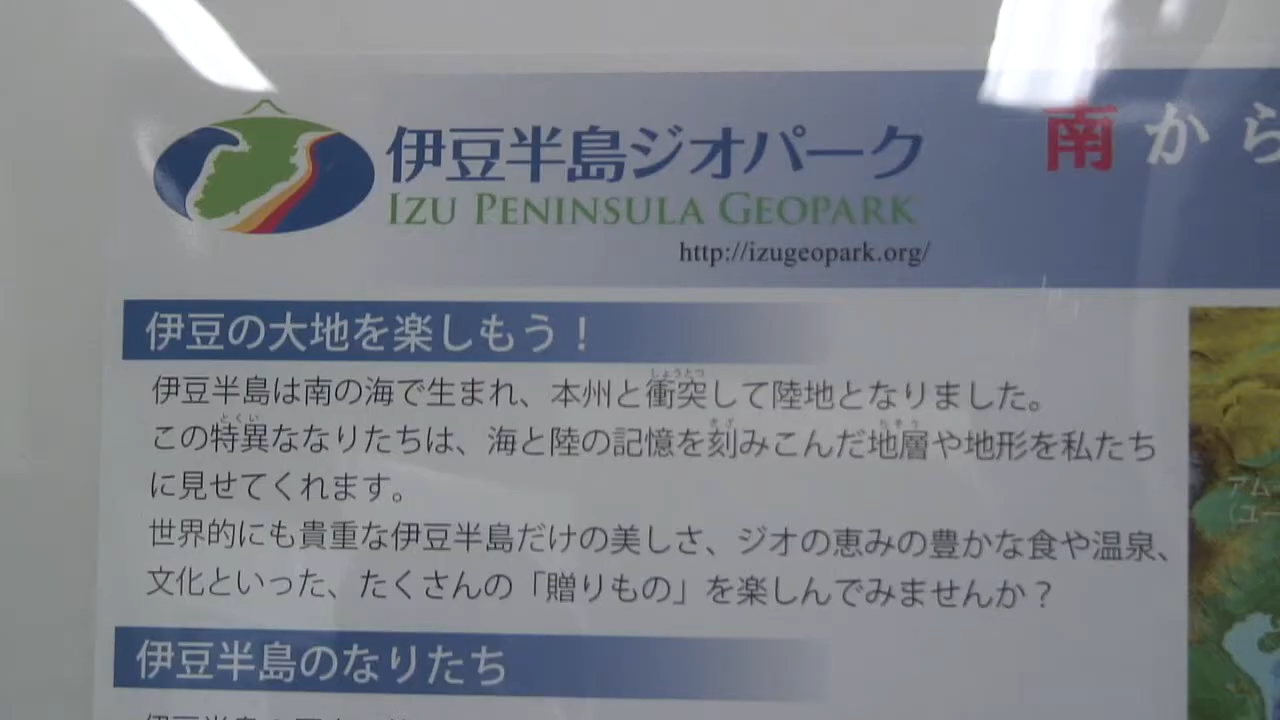 伊豆半島ジオパーク
IZU PENINSULA GEOPARK
http://izugeopark.org/
南から
伊豆の大地を楽しもう！
伊豆半島は南の海で生まれ、本州と衝突して陸地となりました。
この特異ななりたちは、海と陸の記憶を刻みこんだ地層や地形を私たち
に見せてくれます。
世界的にも貴重な伊豆半島だけの美しさ、ジオの恵みの豊かな食や温泉、
文化といった、たくさんの「贈りもの」を楽しんでみませんか？
伊豆半島のなりたち